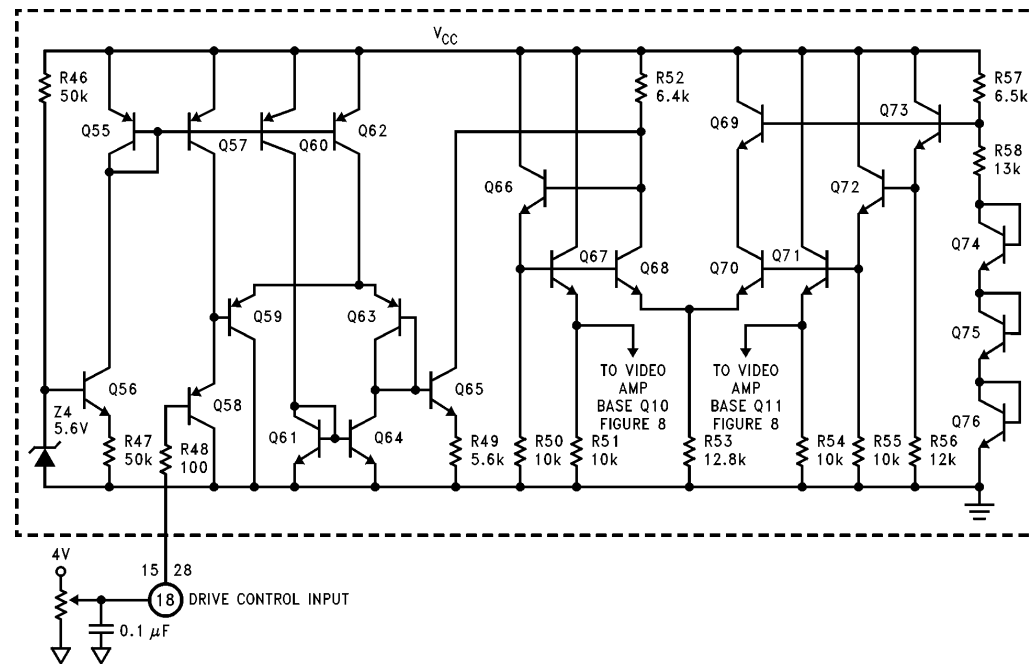 V_CC
R46
50k
Q55
Q57
Q60
Q62
R52
6.4k
Q69
Q73
R57
6.5k
R58
13k
Q66
Q72
Q74
Q67
Q68
Q70
Q71
Q59
Q63
Q75
TO VIDEO
AMP
BASE Q10
FIGURE 8
TO VIDEO
AMP
BASE Q11
FIGURE 8
Q56
Q65
Q76
Z4
5.6V
Q58
R47
50k
R48
100
Q61
Q64
R49
5.6k
R50
10k
R51
10k
R53
12.8k
R54
10k
R55
10k
R56
12k
4V
15 28
18 DRIVE CONTROL INPUT
0.1 μF